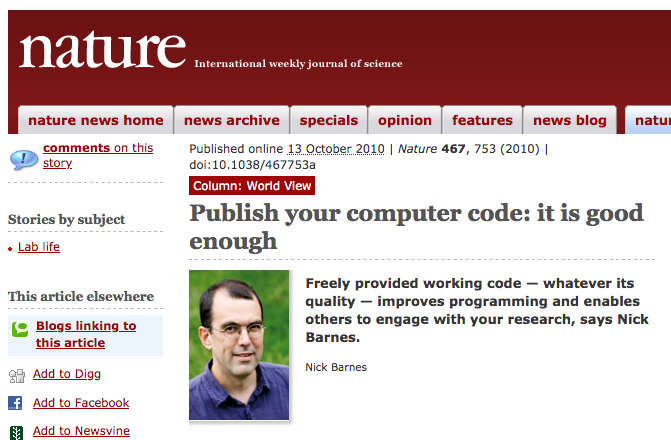 nature International weekly journal of science
nature news home news archive specials opinion features news blog natu
comments on this
story
Stories by subject
Lab life
This article elsewhere
Blogs linking to
this article
Add to Digg
Add to Facebook
Add to Newsvine
Published online 13 October 2010 | Nature 467, 753 (2010) |
doi:10.1038/467753a
Column: World View
Publish your computer code: it is good
enough
Freely provided working code — whatever its
quality — improves programming and enables
others to engage with your research, says Nick
Barnes.
Nick Barnes